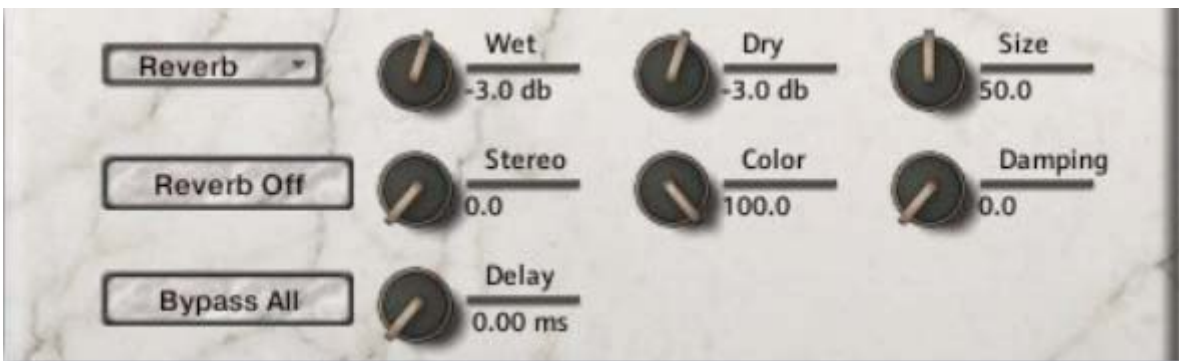 Reverb
Wet
-3.0 db
Dry
-3.0 db
Size
50.0
Reverb Off
Stereo
0.0
Color
100.0
Damping
0.0
Bypass All
Delay
0.00 ms